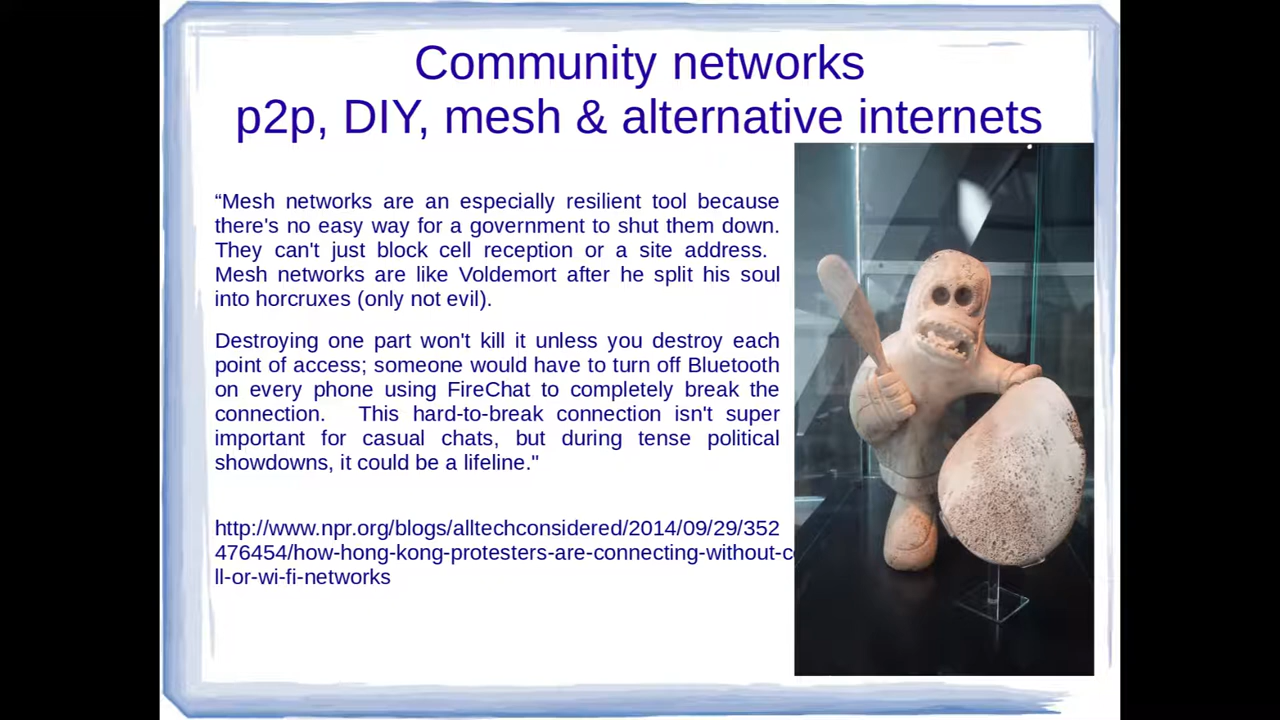 Community networks
p2p, DIY, mesh & alternative internets
“Mesh networks are an especially resilient tool because
there's no easy way for a government to shut them down.
They can't just block cell reception or a site address.
Mesh networks are like Voldemort after he split his soul
into horcruxes (only not evil).
Destroying one part won't kill it unless you destroy each
point of access; someone would have to turn off Bluetooth
on every phone using FireChat to completely break the
connection. This hard-to-break connection isn't super
important for casual chats, but during tense political
showdowns, it could be a lifeline."
http://www.npr.org/blogs/alltechconsidered/2014/09/29/352
476454/how-hong-kong-protesters-are-connecting-without-c
ll-or-wi-fi-networks